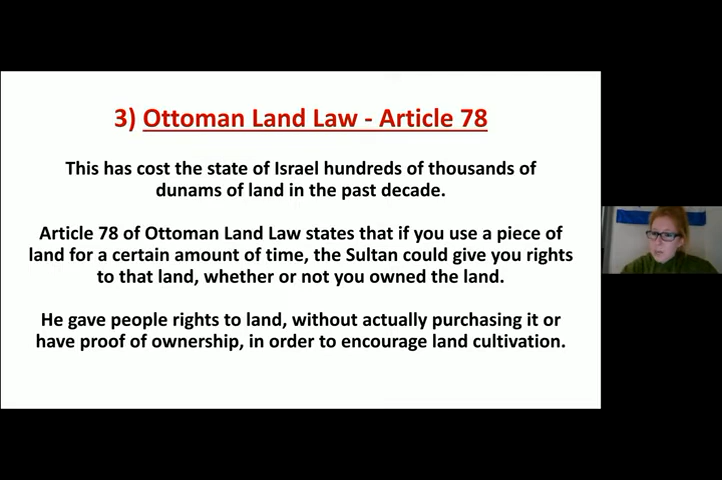 3) Ottoman Land Law - Article 78
This has cost the state of Israel hundreds of thousands of
dunams of land in the past decade.
Article 78 of Ottoman Land Law states that if you use a piece of
land for a certain amount of time, the Sultan could give you rights
to that land, whether or not you owned the land.
He gave people rights to land, without actually purchasing it or
have proof of ownership, in order to encourage land cultivation.